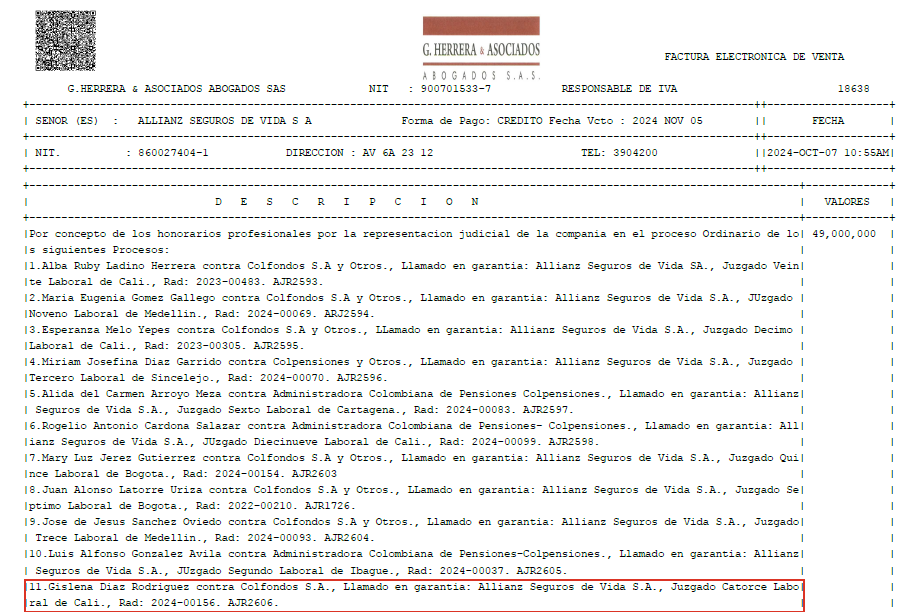 G. HERRERA & ASOCIADOS
ABOGADOS S.A.S.
FACTURA ELECTRONICA DE VENTA
G.HERRERA & ASOCIADOS ABOGADOS SAS NIT : 900701533-7 RESPONSABLE DE IVA 18638
SENOR (ES) : ALLIANZ SEGUROS DE VIDA S A Forma de Pago: CREDITO Fecha Vcto : 2024 NOV 05 FECHA
NIT. : 860027404-1 DIRECCION : AV 6A 23 12 TEL: 3904200 2024-OCT-07 10:55AM
D E S C R I P C I O N VALORES
Por concepto de los honorarios profesionales por la representacion judicial de la compania en el proceso Ordinario de lo 49,000,000
s siguientes Procesos:
1.Alba Ruby Ladino Herrera contra Colfondos S.A y Otros., Llamado en garantia: Allianz Seguros de Vida SA., Juzgado Vein
te Laboral de Cali., Rad: 2023-00483. AJR2593.
2.Maria Eugenia Gomez Gallego contra Colfondos S.A y Otros., Llamado en garantia: Allianz Seguros de Vida S.A., JUzgado
Noveno Laboral de Medellin., Rad: 2024-00069. ARJ2594.
3.Esperanza Melo Yepes contra Colfondos S.A y Otros., LLamado en garantia: Allianz Seguros de Vida S.A., Juzgado Decimo
Laboral de Cali., Rad: 2023-00305. AJR2595.
4.Miriam Josefina Diaz Garrido contra Colpensiones y Otros., LLamado en garantia: Allianz Seguros de Vida S.A., Juzgado
Tercero Laboral de Sincelejo., Rad: 2024-00070. AJR2596.
5.Alida del Carmen Arroyo Meza contra Administradora Colombiana de Pensiones Colpensiones., Llamado en garantia: Allianz
Seguros de Vida S.A., Juzgado Sexto Laboral de Cartagena., Rad: 2024-00083. AJR2597.
6.Rogelio Antonio Cardona Salazar contra Administradora Colombiana de Pensiones- Colpensiones., Llamado en garantia: All
ianz Seguros de Vida S.A., JUzgado Diecinueve Laboral de Cali., Rad: 2024-00099. AJR2598.
7.Mary Luz Jerez Gutierrez contra Colfondos S.A y Otros., Llamado en garantia: Allianz Seguros de Vida S.A., Juzgado Qui
nce Laboral de Bogota., Rad: 2024-00154. AJR2603
8.Juan Alonso Latorre Uriza contra Colfondos S.A y Otros., LLamado en garantia: Allianz Seguros de Vida S.A., Juzgado Se
ptimo Laboral de Bogota., Rad: 2022-00210. AJR1726.
9.Jose de Jesus Sanchez Oviedo contra Colfondos S.A y Otros., Llamado en garantia: Allianz Seguros de Vida S.A., Juzgado
Trece Laboral de Medellin., Rad: 2024-00093. AJR2604.
10.Luis Alfonso Gonzalez Avila contra Administradora Colombiana de Pensiones-Colpensiones., Llamado en garantia: Allianz
Seguros de Vida S.A., JUzgado Segundo Laboral de Ibague., Rad: 2024-00037. AJR2605.
11.Gislena Diaz Rodriguez contra Colfondos S.A., Llamado en garantia: Allianz Seguros de Vida S.A., Juzgado Catorce Labo
ral de Cali., Rad: 2024-00156. AJR2606.